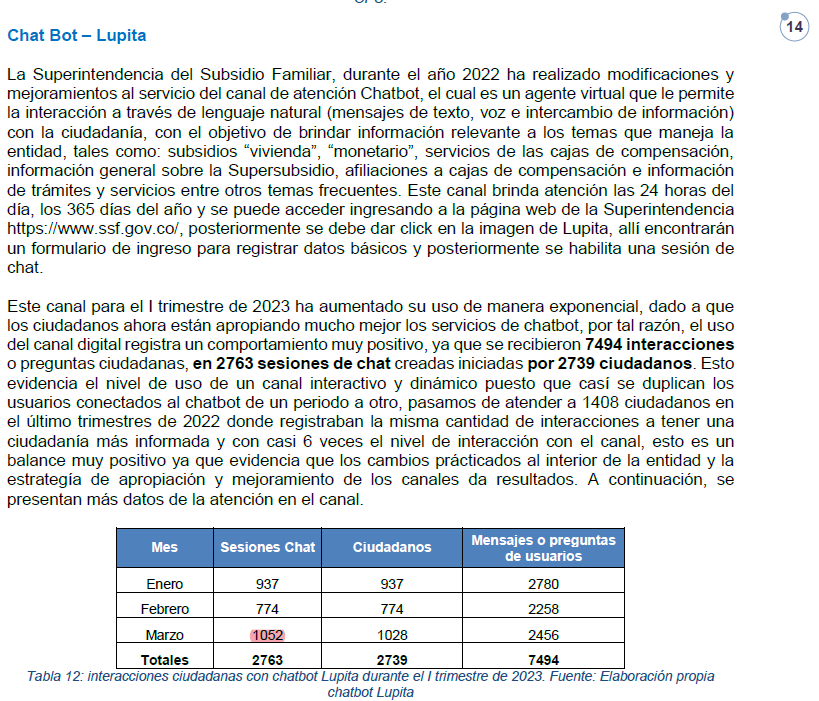 14
Chat Bot – Lupita
La Superintendencia del Subsidio Familiar, durante el año 2022 ha realizado modificaciones y
mejoramientos al servicio del canal de atención Chatbot, el cual es un agente virtual que le permite
la interacción a través de lenguaje natural (mensajes de texto, voz e intercambio de información)
con la ciudadanía, con el objetivo de brindar información relevante a los temas que maneja la
entidad, tales como: subsidios “vivienda”, “monetario”, servicios de las cajas de compensación,
información general sobre la Supersubsidio, afiliaciones a cajas de compensación e información
de trámites y servicios entre otros temas frecuentes. Este canal brinda atención las 24 horas del
día, los 365 días del año y se puede acceder ingresando a la página web de la Superintendencia
https://www.ssf.gov.co/, posteriormente se debe dar click en la imagen de Lupita, allí encontrarán
un formulario de ingreso para registrar datos básicos y posteriormente se habilita una sesión de
chat.
Este canal para el I trimestre de 2023 ha aumentado su uso de manera exponencial, dado a que
los ciudadanos ahora están apropiando mucho mejor los servicios de chatbot, por tal razón, el uso
del canal digital registra un comportamiento muy positivo, ya que se recibieron 7494 interacciones
o preguntas ciudadanas, en 2763 sesiones de chat creadas iniciadas por 2739 ciudadanos. Esto
evidencia el nivel de uso de un canal interactivo y dinámico puesto que casí se duplican los
usuarios conectados al chatbot de un periodo a otro, pasamos de atender a 1408 ciudadanos en
el último trimestres de 2022 donde registraban la misma cantidad de interacciones a tener una
ciudadanía más informada y con casi 6 veces el nivel de interacción con el canal, esto es un
balance muy positivo ya que evidencia que los cambios prácticados al interior de la entidad y la
estrategía de apropiación y mejoramiento de los canales da resultados. A continuación, se
presentan más datos de la atención en el canal.
Mes Sesiones Chat Ciudadanos Mensajes o preguntas
de usuarios
Enero 937 937 2780
Febrero 774 774 2258
Marzo 1052 1028 2456
Totales 2763 2739 7494
Tabla 12: interacciones ciudadanas con chatbot Lupita durante el I trimestre de 2023. Fuente: Elaboración propia
chatbot Lupita